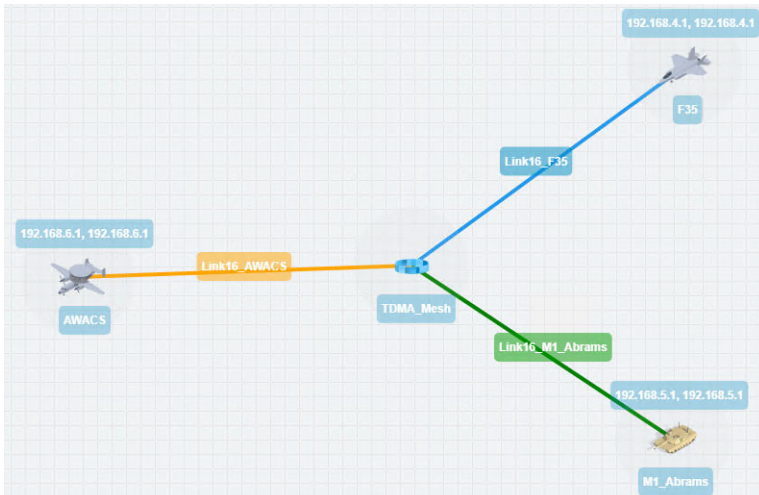 192.168.4.1, 192.168.4.1
F35
Link16_F35
192.168.6.1, 192.168.6.1
Link16_AWACS
AWACS
TDMA_Mesh
Link16_M1_Abrams
192.168.5.1, 192.168.5.1
M1_Abrams